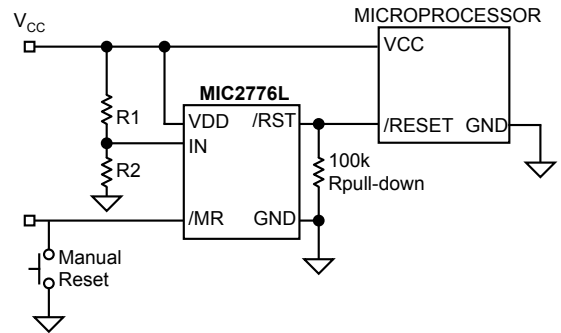 MICROPROCESSOR
VCC
VCC
MIC2776L
R1
VDD
/RST
/RESET
GND
IN
R2
100k
Rpull-down
/MR
GND
Manual
Reset